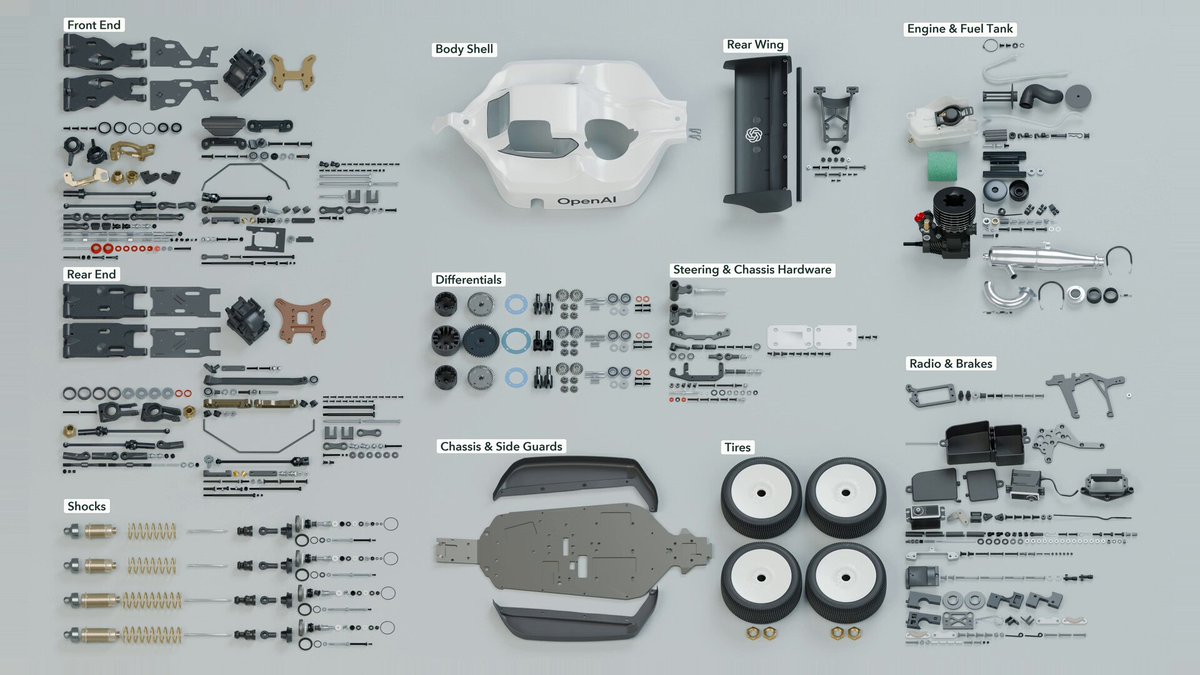 Front End
Body Shell
Rear Wing
Engine & Fuel Tank
OpenAI
Rear End
Differentials
Steering & Chassis Hardware
Radio & Brakes
Chassis & Side Guards
Tires
Shocks